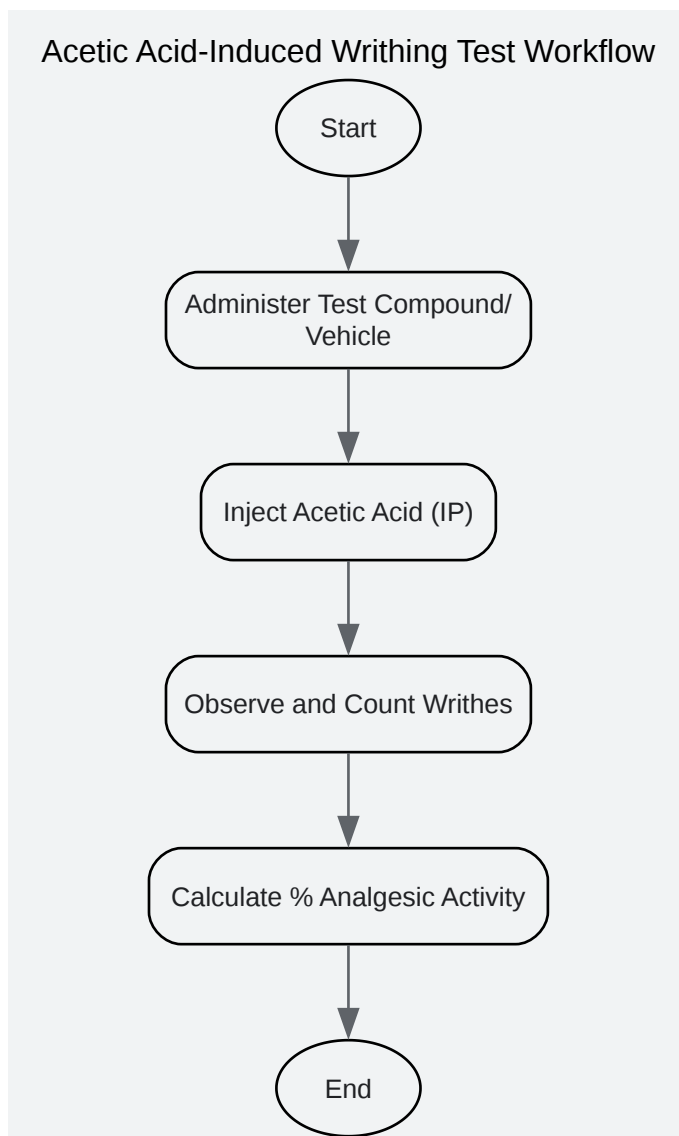 Acetic Acid-Induced Writhing Test Workflow
Start
Administer Test Compound/
Vehicle
Inject Acetic Acid (IP)
Observe and Count Writhes
Calculate % Analgesic Activity
End